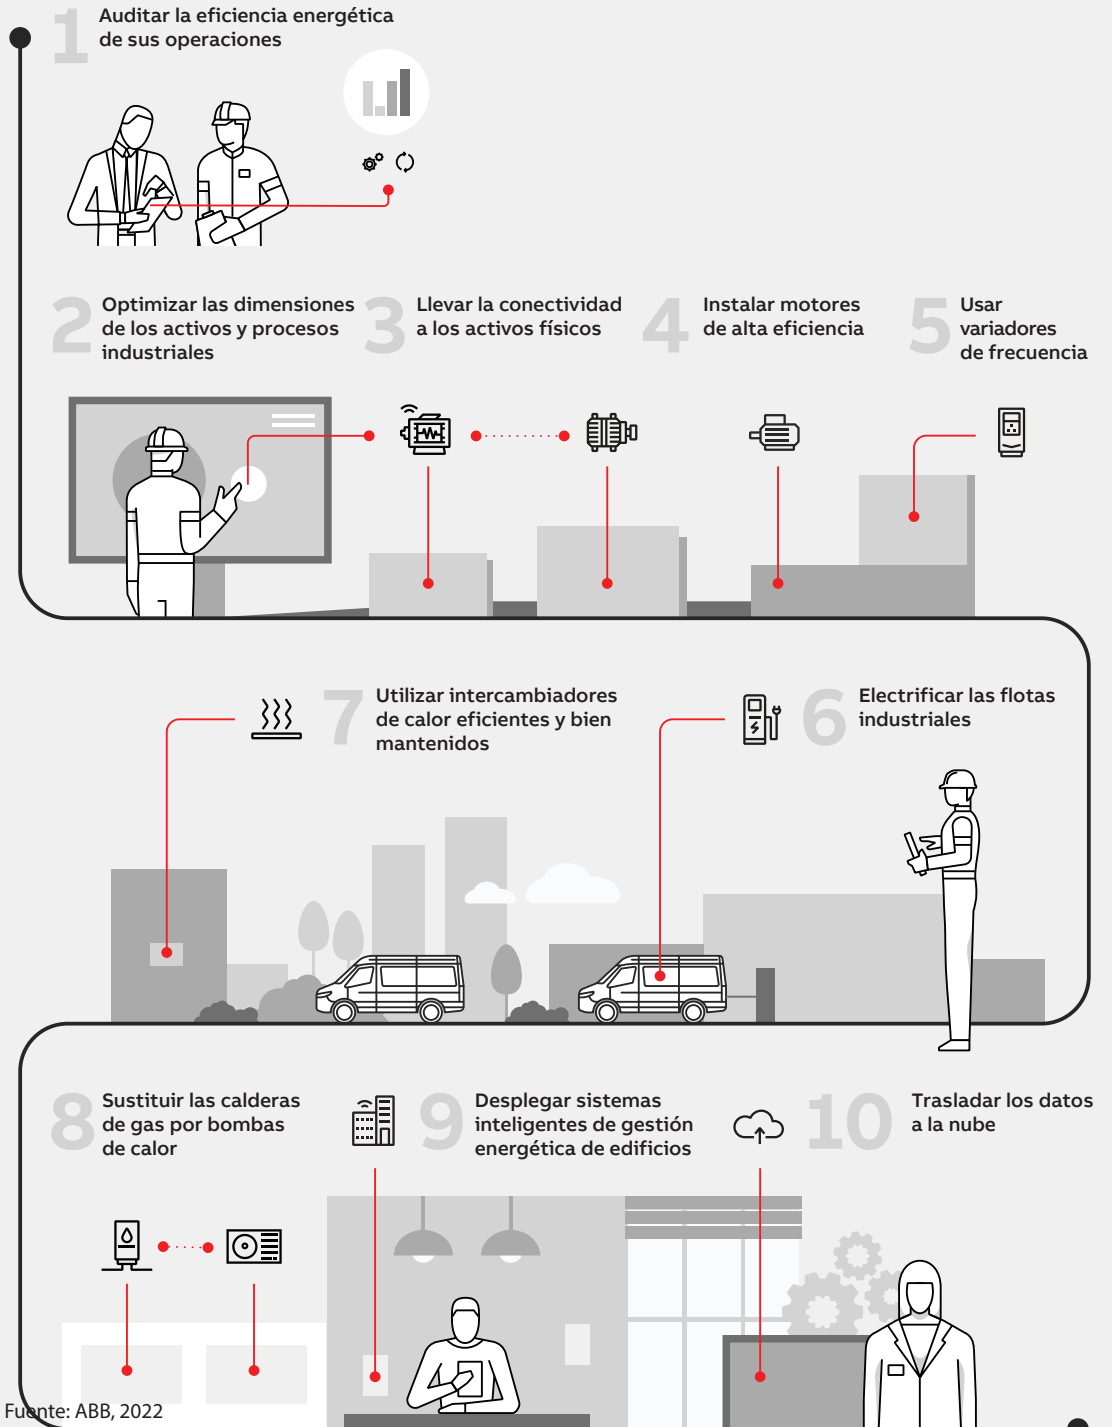 1
Auditar la eficiencia energética
de sus operaciones
2
Optimizar las dimensiones
de los activos y procesos
industriales
3
Llevar la conectividad
a los activos físicos
4
Instalar motores
de alta eficiencia
5
Usar
variadores
de frecuencia
7
Utilizar intercambiadores
de calor eficientes y bien
mantenidos
6
Electrificar las flotas
industriales
8
Sustituir las calderas
de gas por bombas
de calor
9
Desplegar sistemas
inteligentes de gestión
energética de edificios
10
Trasladar los datos
a la nube
Fuente: ABB, 2022